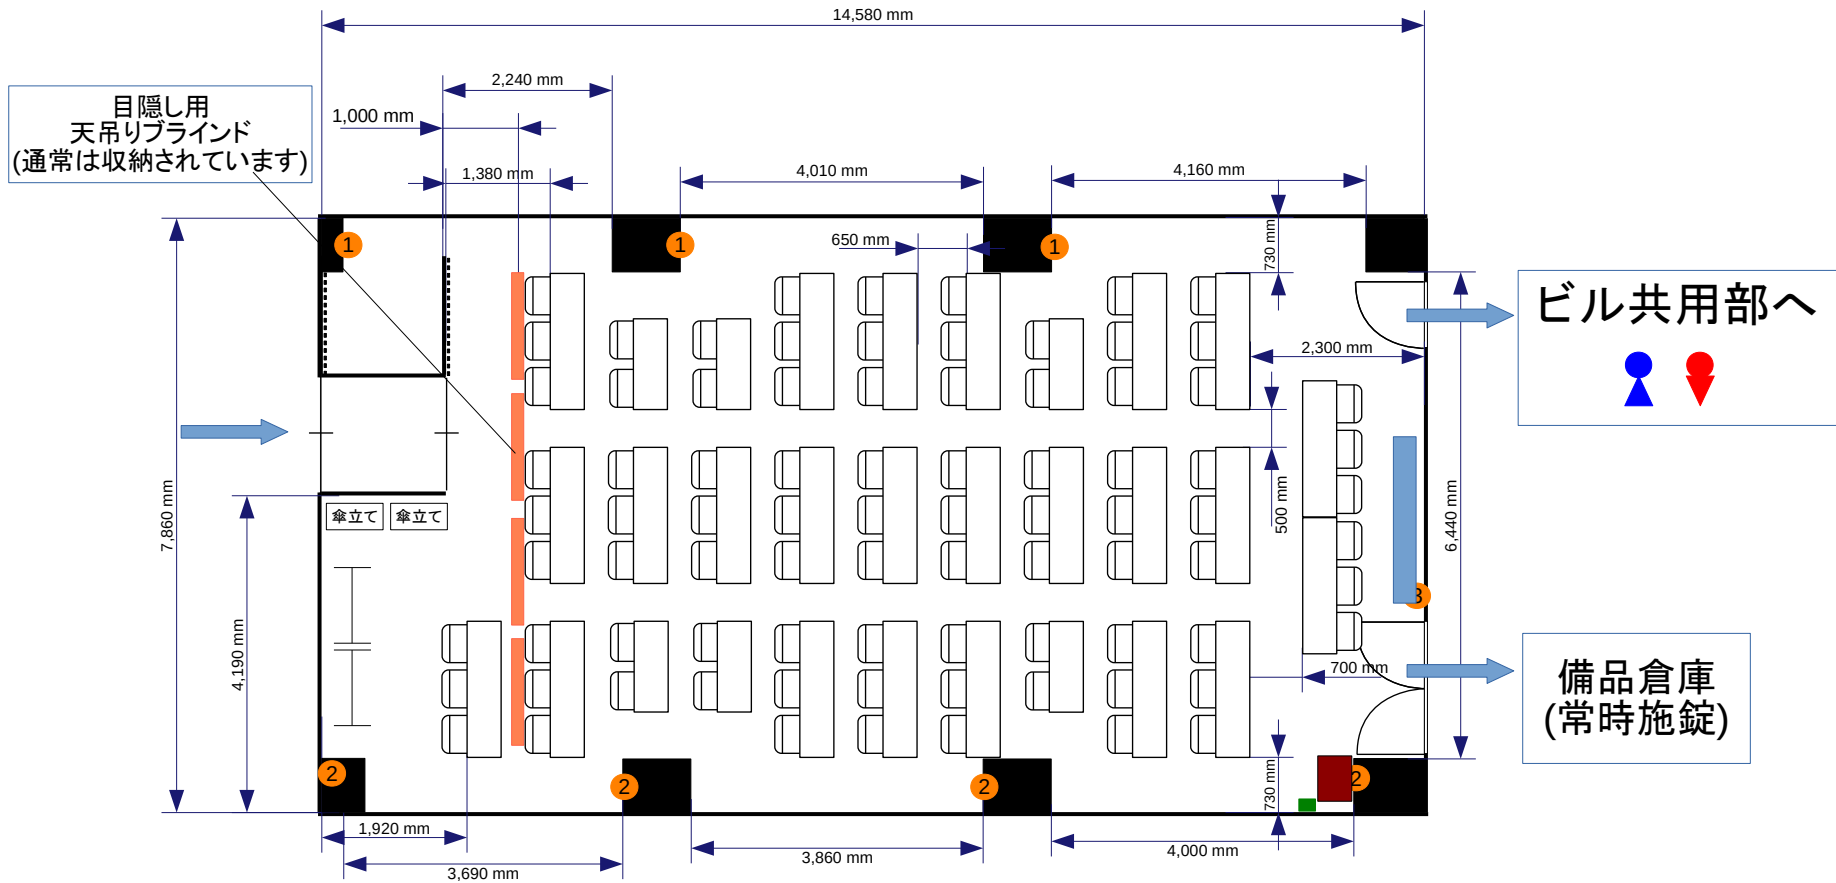 14,580 mm
2,240 mm
目隠し用
天吊りブラインド
(通常は収納されています)
1,000 mm
1,380 mm
4,010 mm
4,160 mm
1
1
1
650 mm
730 mm
ビル共用部へ
2,300 mm
傘立て
傘立て
7,860 mm
500 mm
6,440 mm
3
4,190 mm
700 mm
備品倉庫
(常時施錠)
2
2
2
2
730 mm
1,920 mm
3,690 mm
3,860 mm
4,000 mm